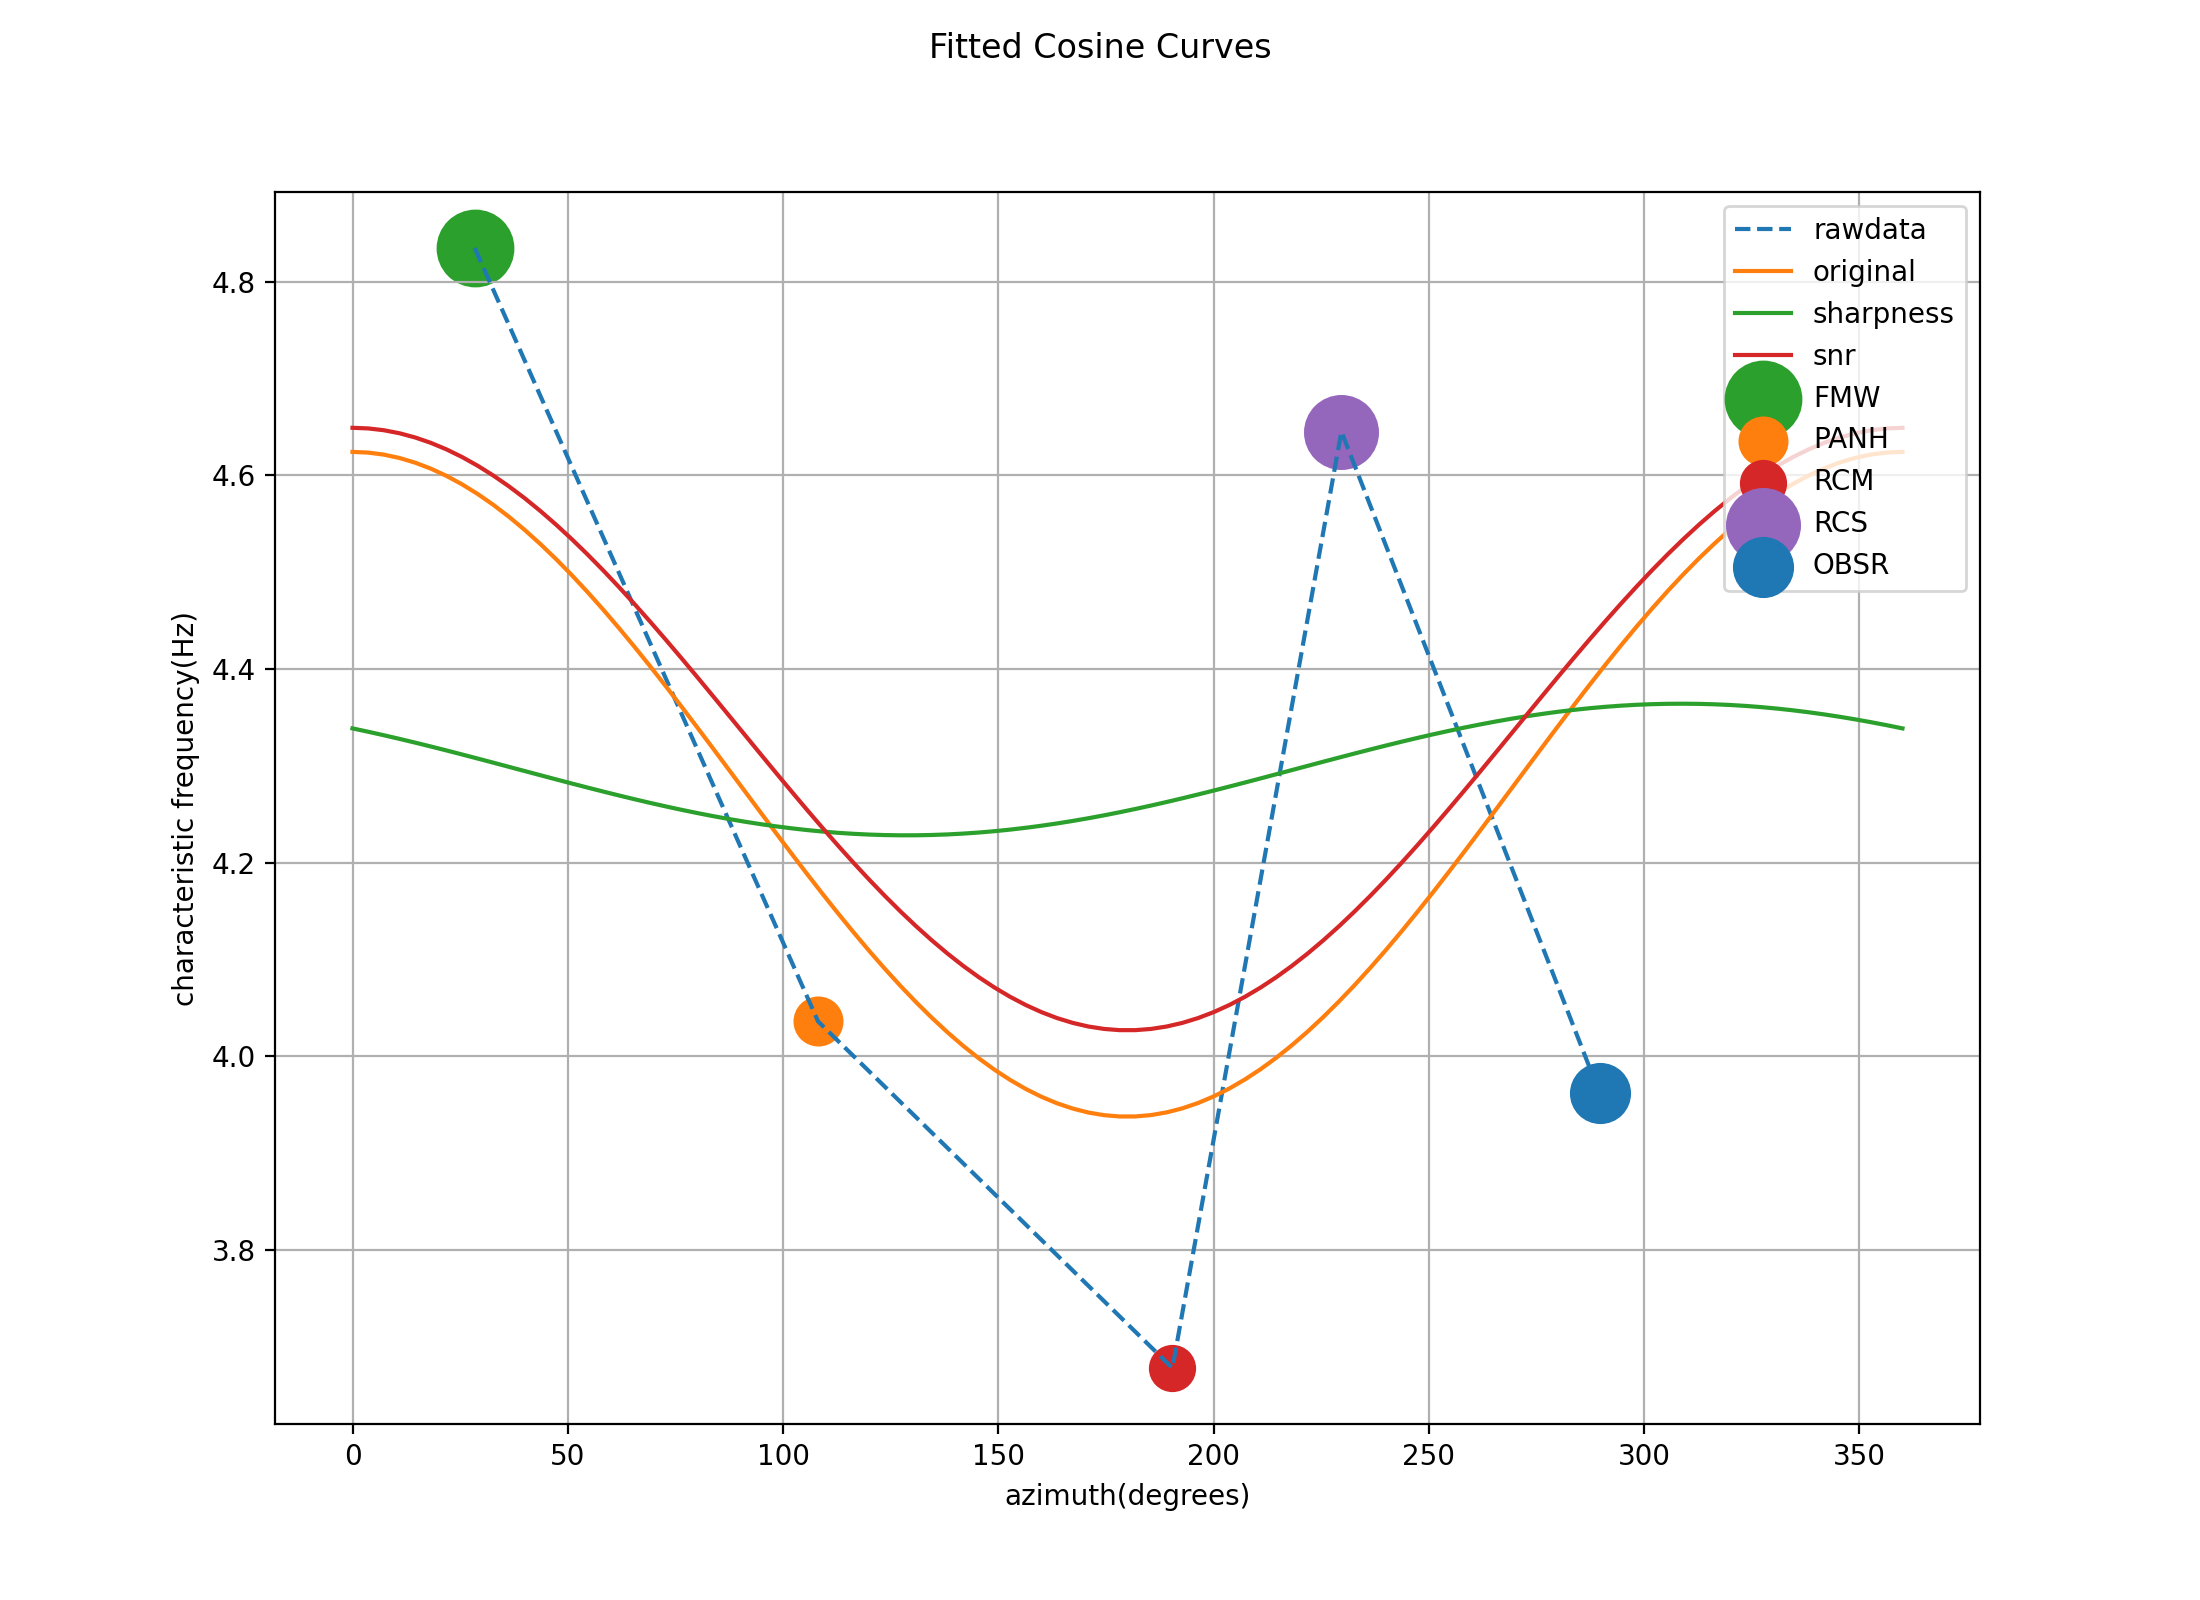 Fitted Cosine Curves
rawdata
original
sharpness
snr
FMW
PANH
RCM
RCS
OBSR
characteristic frequency(Hz)
4.8
4.6
4.4
4.2
4.0
3.8
0 50 100 150 200 250 300 350
azimuth(degrees)